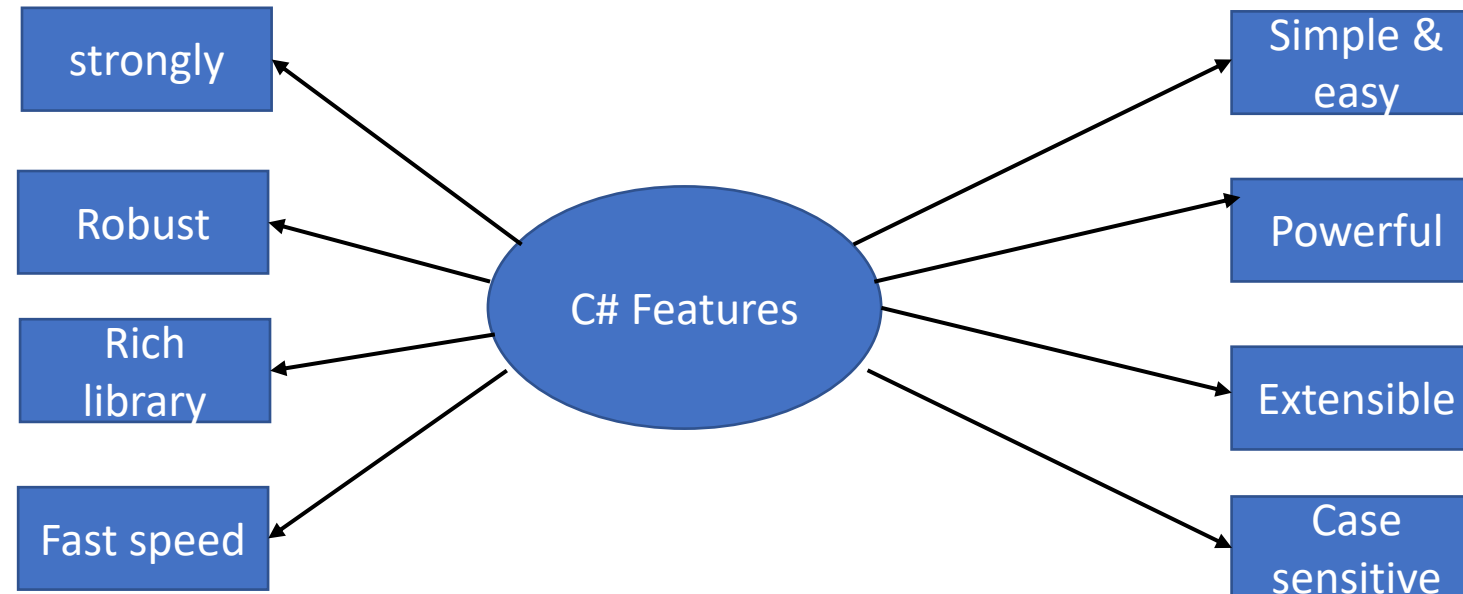 strongly
Robust
Rich
library
Fast speed
C# Features
Simple &
easy
Powerful
Extensible
Case
sensitive